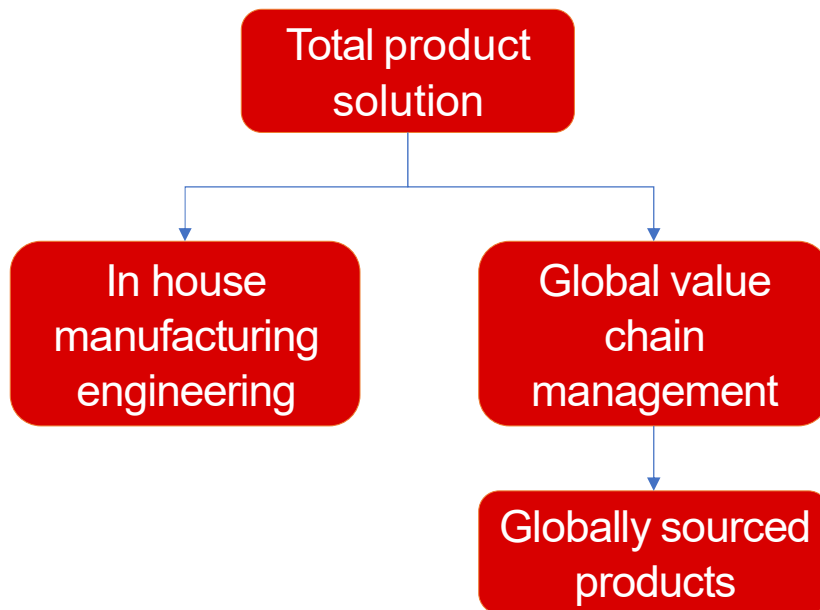 Total product
solution
In house
manufacturing
engineering
Global value
chain
management
Globally sourced
products